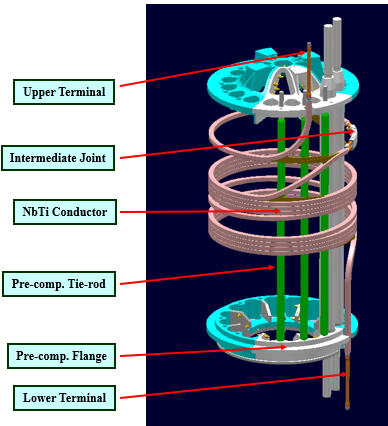 Upper Terminal
Intermediate Joint
NbTi Conductor
Pre-comp. Tie-rod
Pre-comp. Flange
Lower Terminal